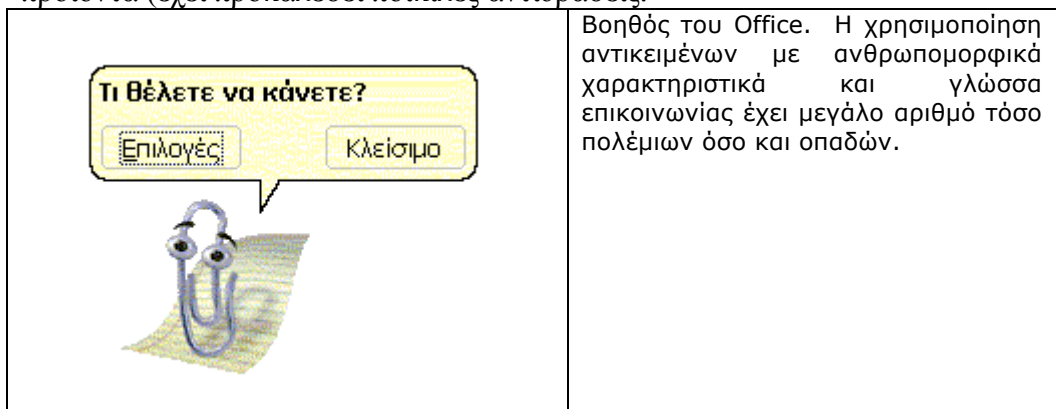 Τι θέλετε να κάνετε?
Επιλογές Κλείσιμο
Βοηθός του Office. Η χρησιμοποίηση
αντικειμένων με ανθρωπομορφικά
χαρακτηριστικά και γλώσσα
επικοινωνίας έχει μεγάλο αριθμό τόσο
πολέμιων όσο και οπαδών.